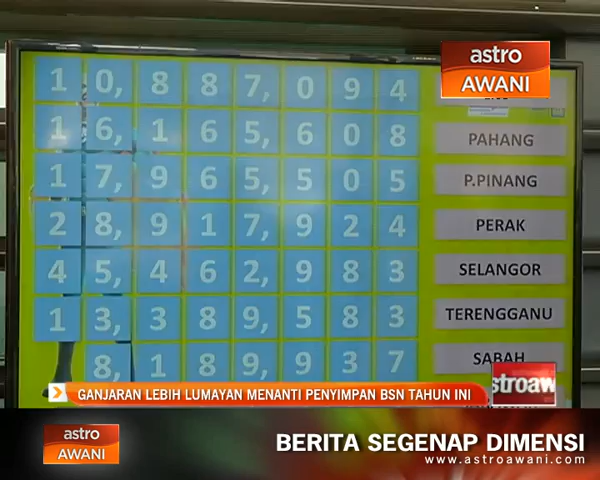 astro
AWANI
10,887,094
16,165,608 PAHANG
17,965,505 P.PINANG
28,917,924 PERAK
45,462,983 SELANGOR
13,389,583 TERENGGANU
8,189,937 SABAH
GANJARAN LEBIH LUMAYAN MENANTI PENYIMPAN BSN TAHUN INI
stroaw
astro
AWANI
BERITA SEGENAP DIMENSI
www.astroawani.com